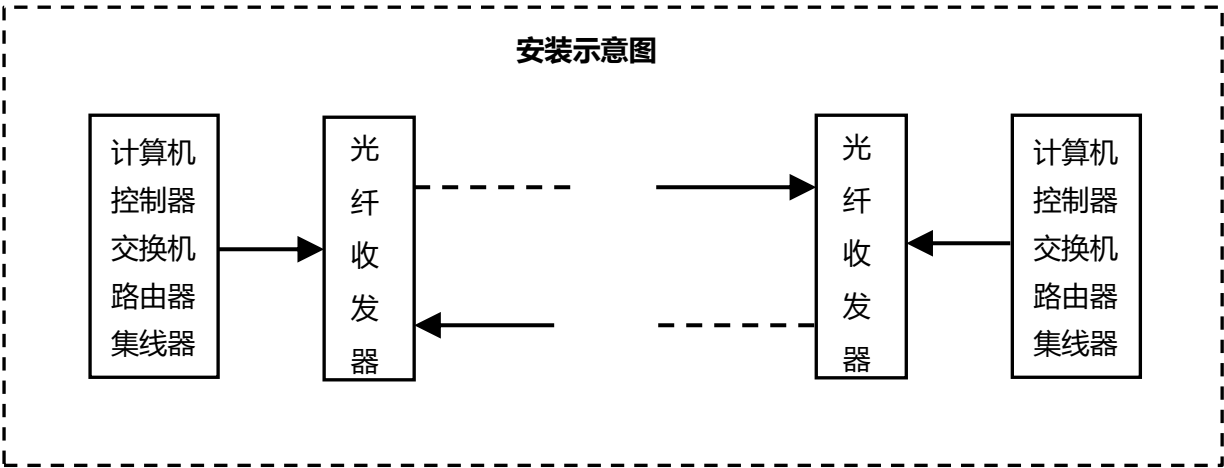 安装示意图
计算机
控制器
交换机
路由器
集线器
光
纤
收
发
器
光
纤
收
发
器
计算机
控制器
交换机
路由器
集线器